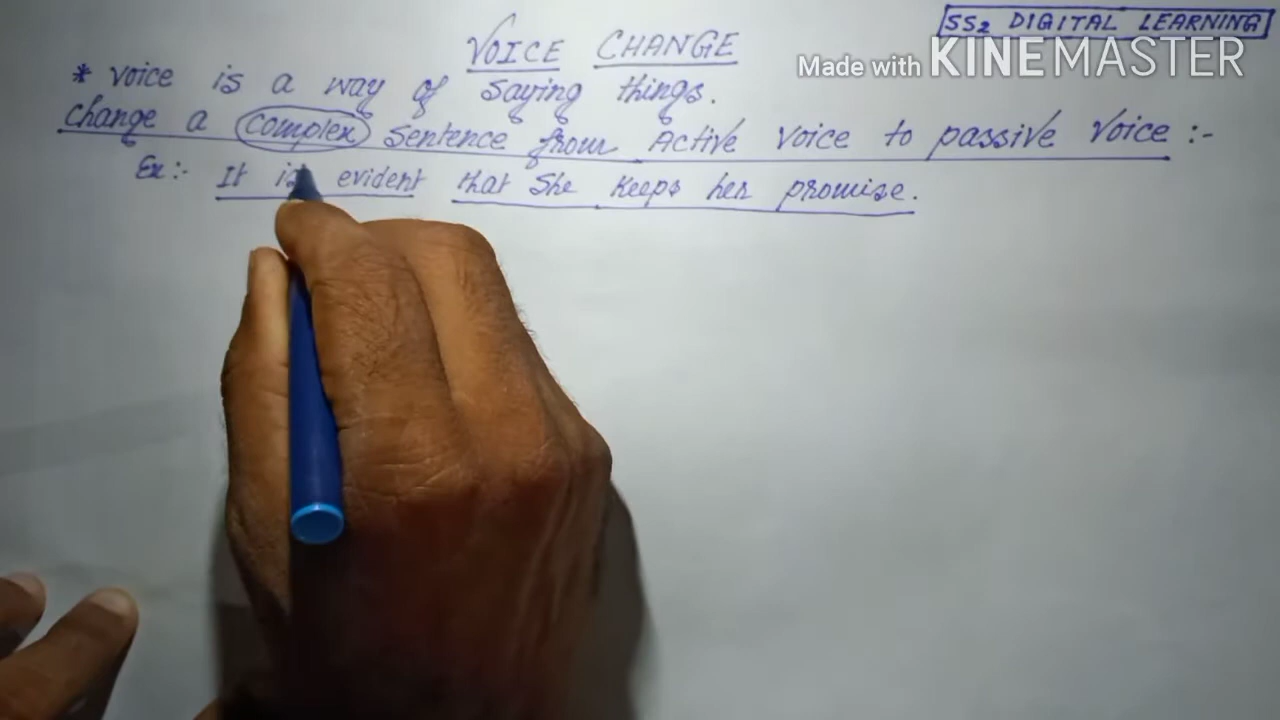 SS2 DIGITAL LEARNING
Made with KINEMASTER
VOICE CHANGE
* Voice is a way of saying things.
Change a Complex Sentence from Active Voice to passive Voice :-
Ex :- It is evident that She keeps her promise.